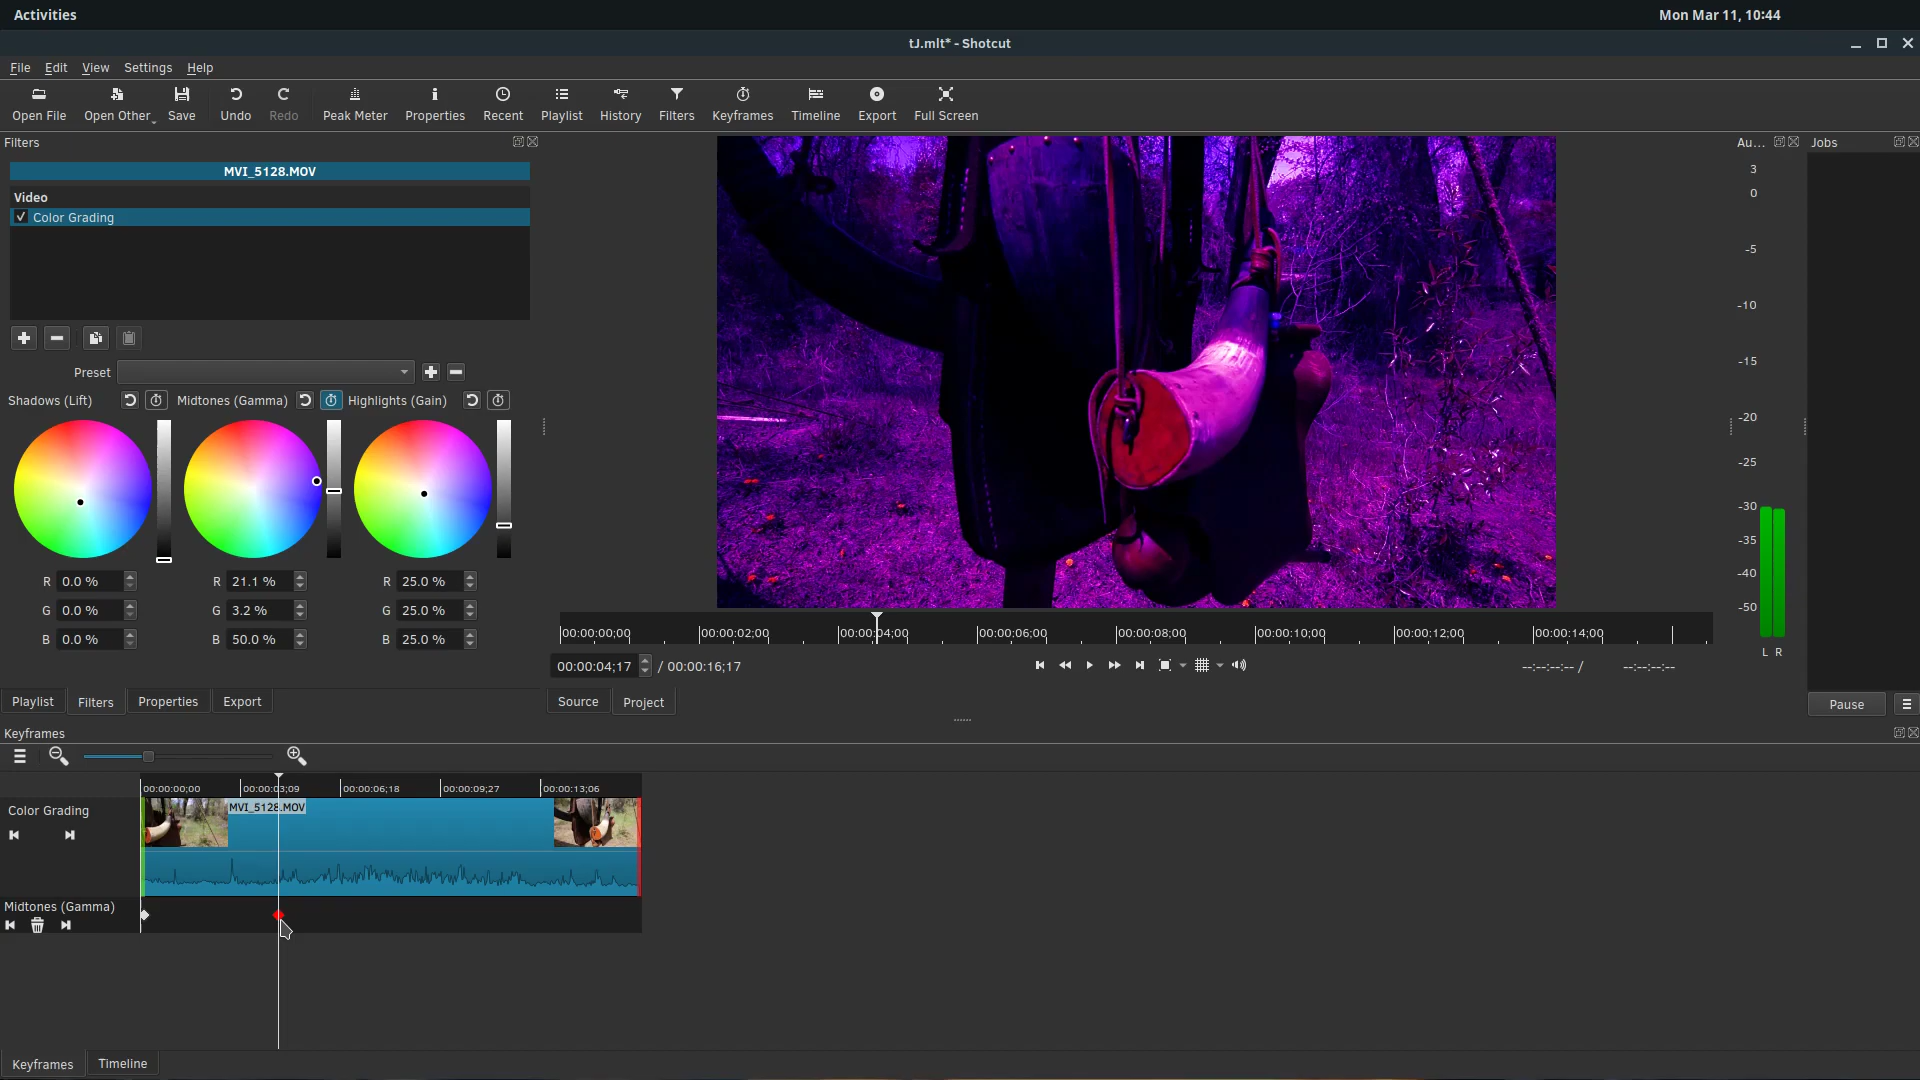 Activities
Mon Mar 11, 10:44
tJ.mlt* - Shotcut
File Edit View Settings Help
Open File Open Other Save Undo Redo Peak Meter Properties Recent Playlist History Filters Keyframes Timeline Export Full Screen
Filters
Au... Jobs
MVI_5128.MOV
Video
Color Grading
Preset
Shadows (Lift) Midtones (Gamma) Highlights (Gain)
R 0.0 % R 21.1 % R 25.0 %
G 0.0 % G 3.2 % G 25.0 %
B 0.0 % B 50.0 % B 25.0 %
3
0
-5
-10
-15
-20
-25
-30
-35
-40
-50
L R
00:00:00;00 00:00:02;00 00:00:04;00 00:00:06;00 00:00:08;00 00:00:10;00 00:00:12;00 00:00:14;00
00:00:04;17 / 00:00:16;17 --:--:--:-- / --:--:--:--
Playlist Filters Properties Export
Source Project
Pause
Keyframes
00:00:00;00 00:00:03;09 00:00:06;18 00:00:09;27 00:00:13;06
Color Grading
MVI_5128.MOV
Midtones (Gamma)
Keyframes Timeline